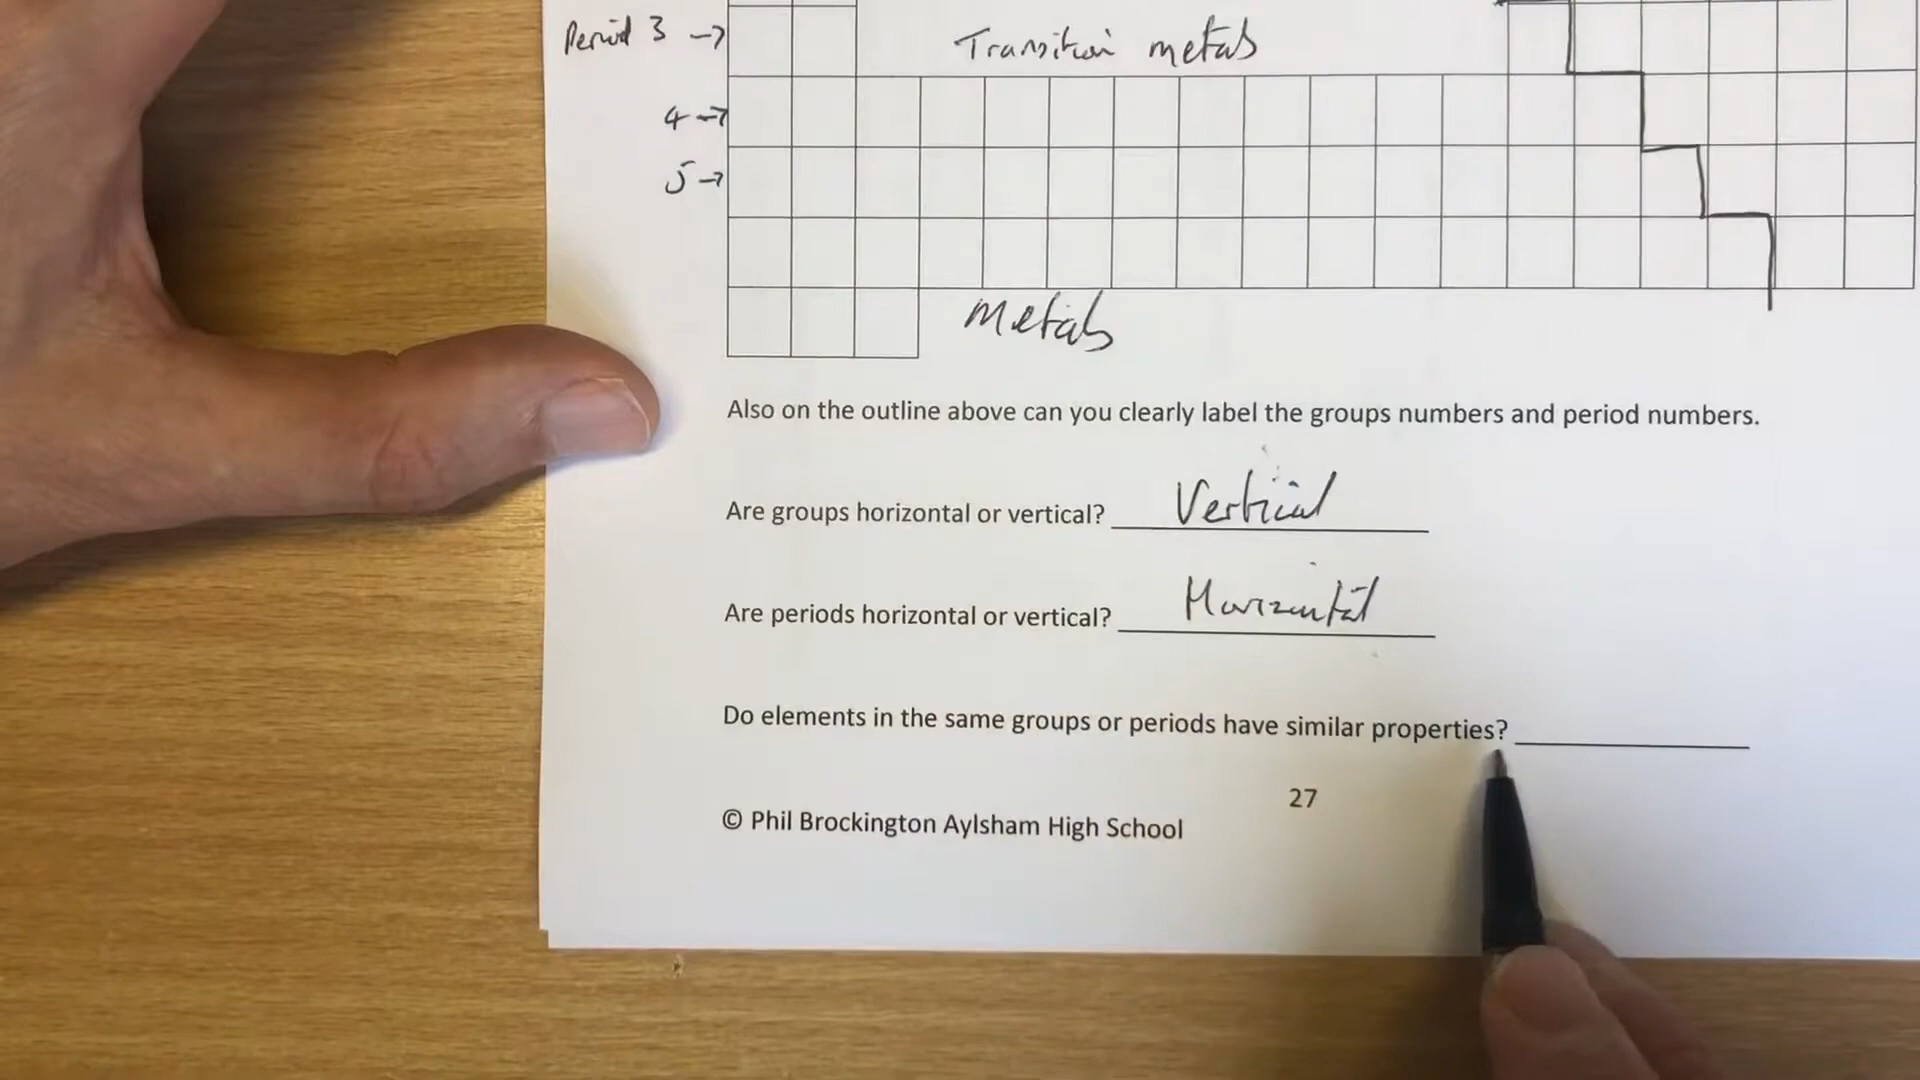 Period 3 →
Transition metals
4 →
5 →
Metals
Also on the outline above can you clearly label the groups numbers and period numbers.
Are groups horizontal or vertical? Vertical
Are periods horizontal or vertical? Horizontal
Do elements in the same groups or periods have similar properties?
27
© Phil Brockington Aylsham High School